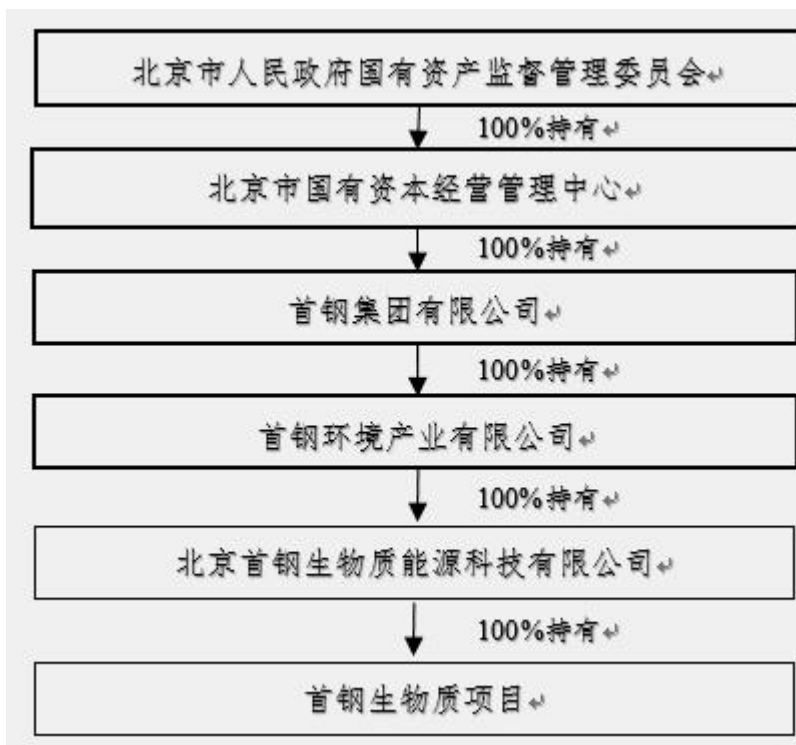 北京市人民政府国有资产监督管理委员会↵
100%持有↵
北京市国有资本经营管理中心↵
100%持有↵
首钢集团有限公司↵
100%持有↵
首钢环境产业有限公司↵
100%持有↵
北京首钢生物质能源科技有限公司↵
100%持有↵
首钢生物质项目↵